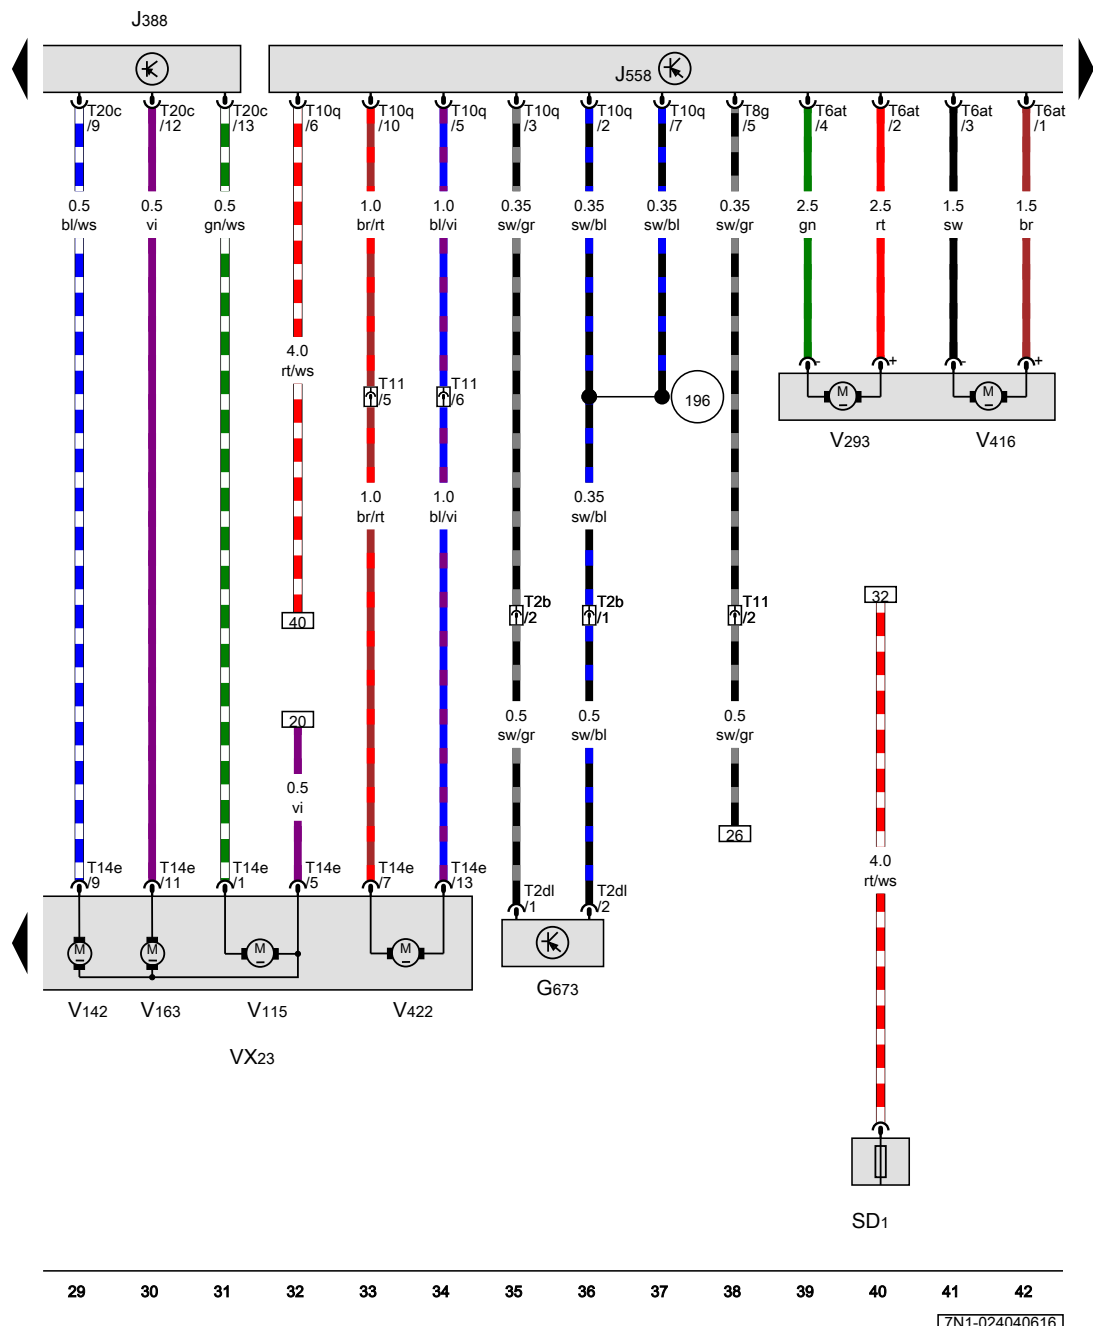 J388
J558
T20c
/9
T20c
/12
T20c
/13
T10q
/6
T10q
/10
T10q
/5
T10q
/3
T10q
/2
T10q
/7
T8g
/5
T6at
/4
T6at
/2
T6at
/3
T6at
/1
0.5
bl/ws
0.5
vi
0.5
gn/ws
1.0
br/rt
1.0
bl/vi
0.35
sw/gr
0.35
sw/bl
0.35
sw/bl
0.35
sw/gr
2.5
gn
2.5
rt
1.5
sw
1.5
br
4.0
rt/ws
- + - +
T11
/5
T11
/6
196
M M
V293
V416
1.0
br/rt
1.0
bl/vi
0.35
sw/bl
40
T2b
/2
T2b
/1
T11
/2
32
20
0.5
sw/gr
0.5
sw/bl
0.5
sw/gr
0.5
vi
26
4.0
rt/ws
T14e
/9
T14e
/11
T14e
/1
T14e
/5
T14e
/7
T14e
/13
T2dl
/1
T2dl
/2
M M M M
G673
V142
V163
V115
V422
VX23
SD1
29 30 31 32 33 34 35 36 37 38 39 40 41 42
7N1-024040616